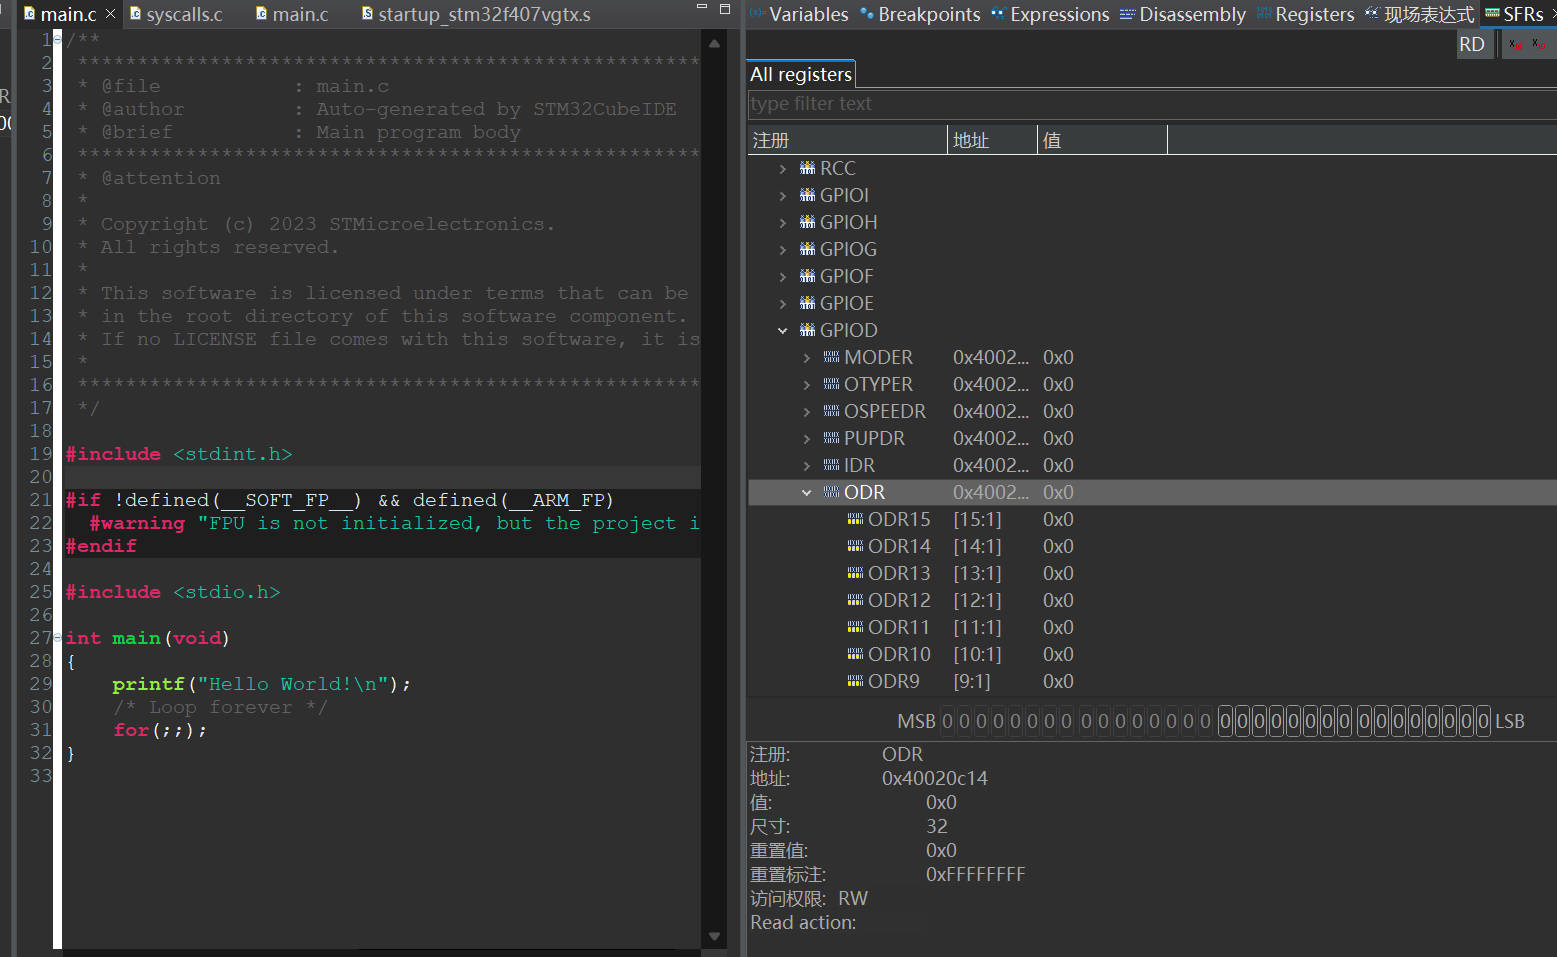 main.c
syscalls.c
main.c
startup_stm32f407vgtx.s
1 /**
2 ******************************************************
3 * @file : main.c
4 * @author : Auto-generated by STM32CubeIDE
5 * @brief : Main program body
6 ******************************************************
7 * @attention
8 *
9 * Copyright (c) 2023 STMicroelectronics.
10 * All rights reserved.
11 *
12 * This software is licensed under terms that can be
13 * in the root directory of this software component.
14 * If no LICENSE file comes with this software, it is
15 *
16 ******************************************************
17 */
18
19 #include <stdint.h>
20
21 #if !defined(__SOFT_FP__) && defined(__ARM_FP)
22 #warning "FPU is not initialized, but the project i
23 #endif
24
25 #include <stdio.h>
26
27 int main(void)
28 {
29 printf("Hello World!\n");
30 /* Loop forever */
31 for(;;);
32 }
33
Variables
Breakpoints
Expressions
Disassembly
Registers
现场表达式
SFRs
RD
All registers
type filter text
注册 地址 值
RCC
GPIOI
GPIOH
GPIOG
GPIOF
GPIOE
GPIOD
MODER 0x4002... 0x0
OTYPER 0x4002... 0x0
OSPEEDR 0x4002... 0x0
PUPDR 0x4002... 0x0
IDR 0x4002... 0x0
ODR 0x4002... 0x0
ODR15 [15:1] 0x0
ODR14 [14:1] 0x0
ODR13 [13:1] 0x0
ODR12 [12:1] 0x0
ODR11 [11:1] 0x0
ODR10 [10:1] 0x0
ODR9 [9:1] 0x0
MSB 0 0 0 0 0 0 0 0 0 0 0 0 0 0 0 0 0 0 0 0 0 0 0 0 0 0 0 0 0 0 0 0 LSB
注册: ODR
地址: 0x40020c14
值: 0x0
尺寸: 32
重置值: 0x0
重置标注: 0xFFFFFFFF
访问权限: RW
Read action: